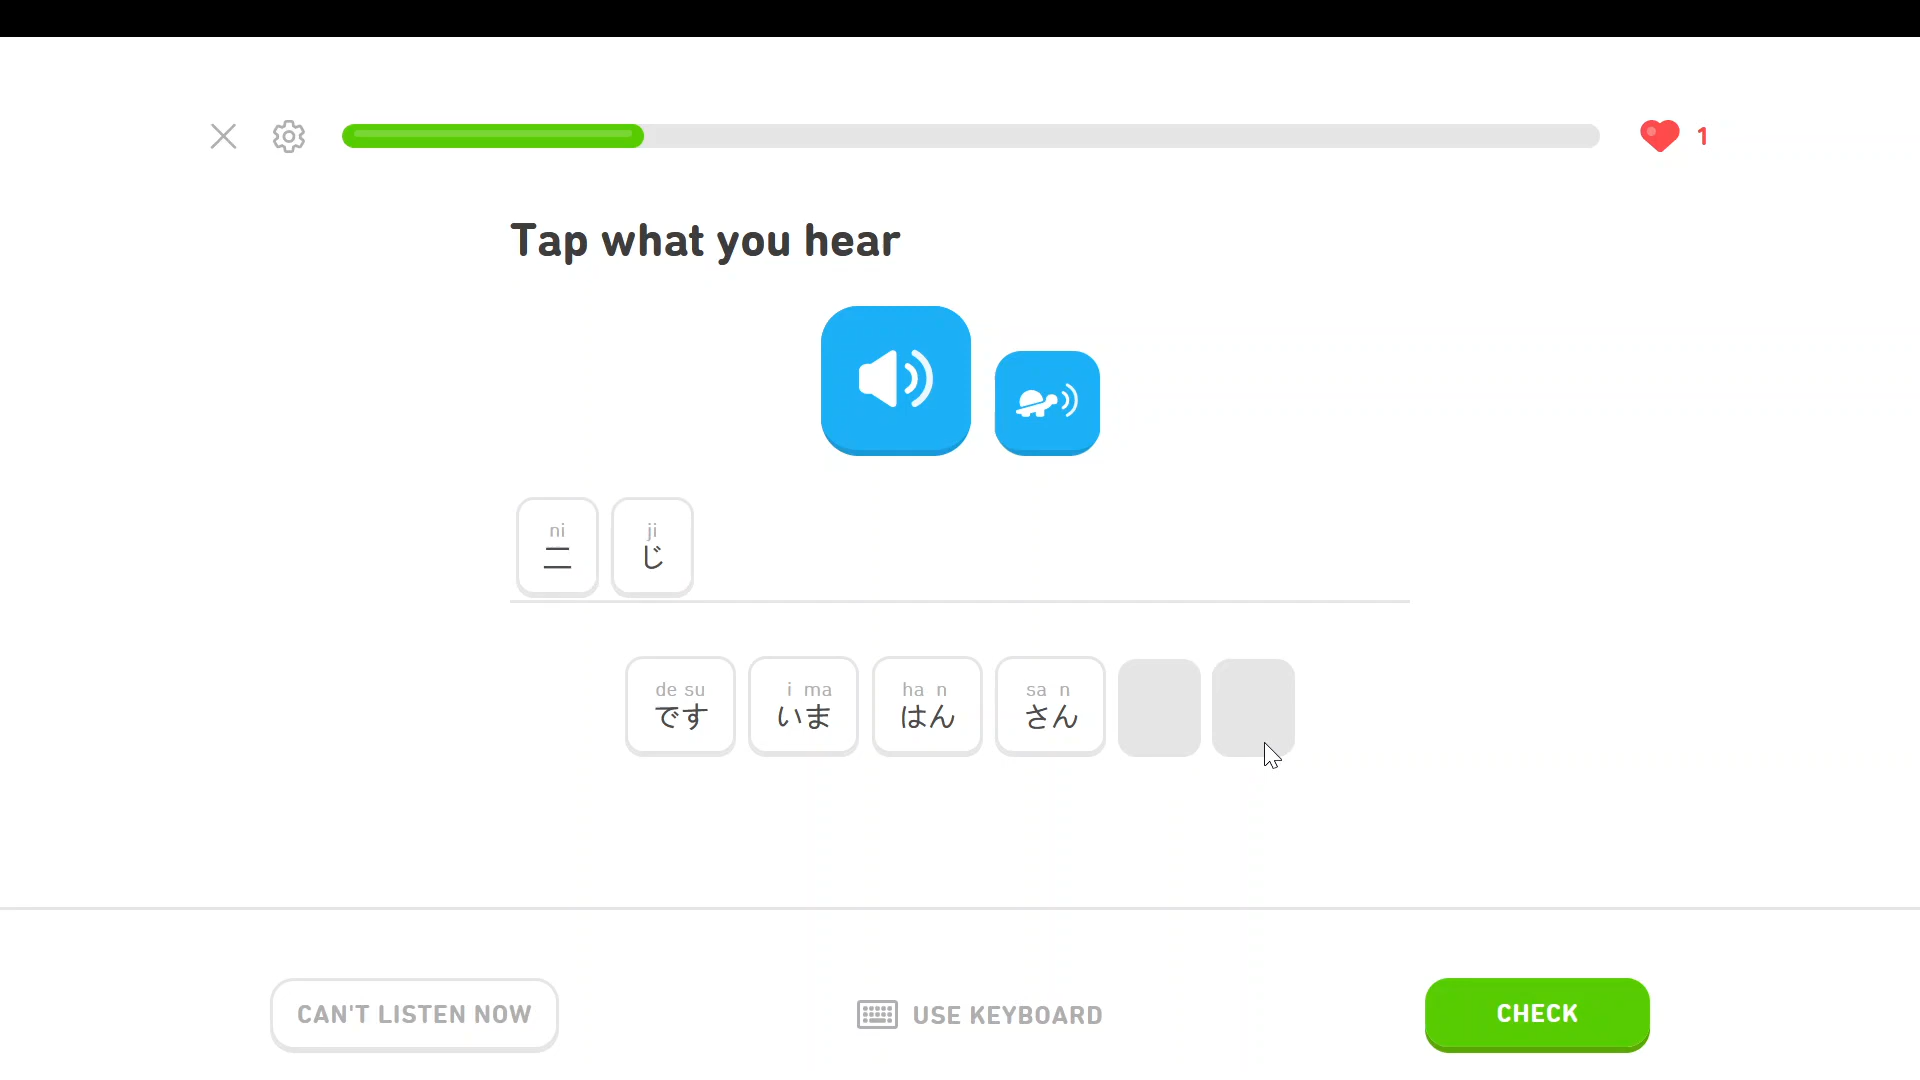 1
Tap what you hear
ni ji
二 じ
de su i ma ha n sa n
です いま はん さん
CAN'T LISTEN NOW USE KEYBOARD CHECK